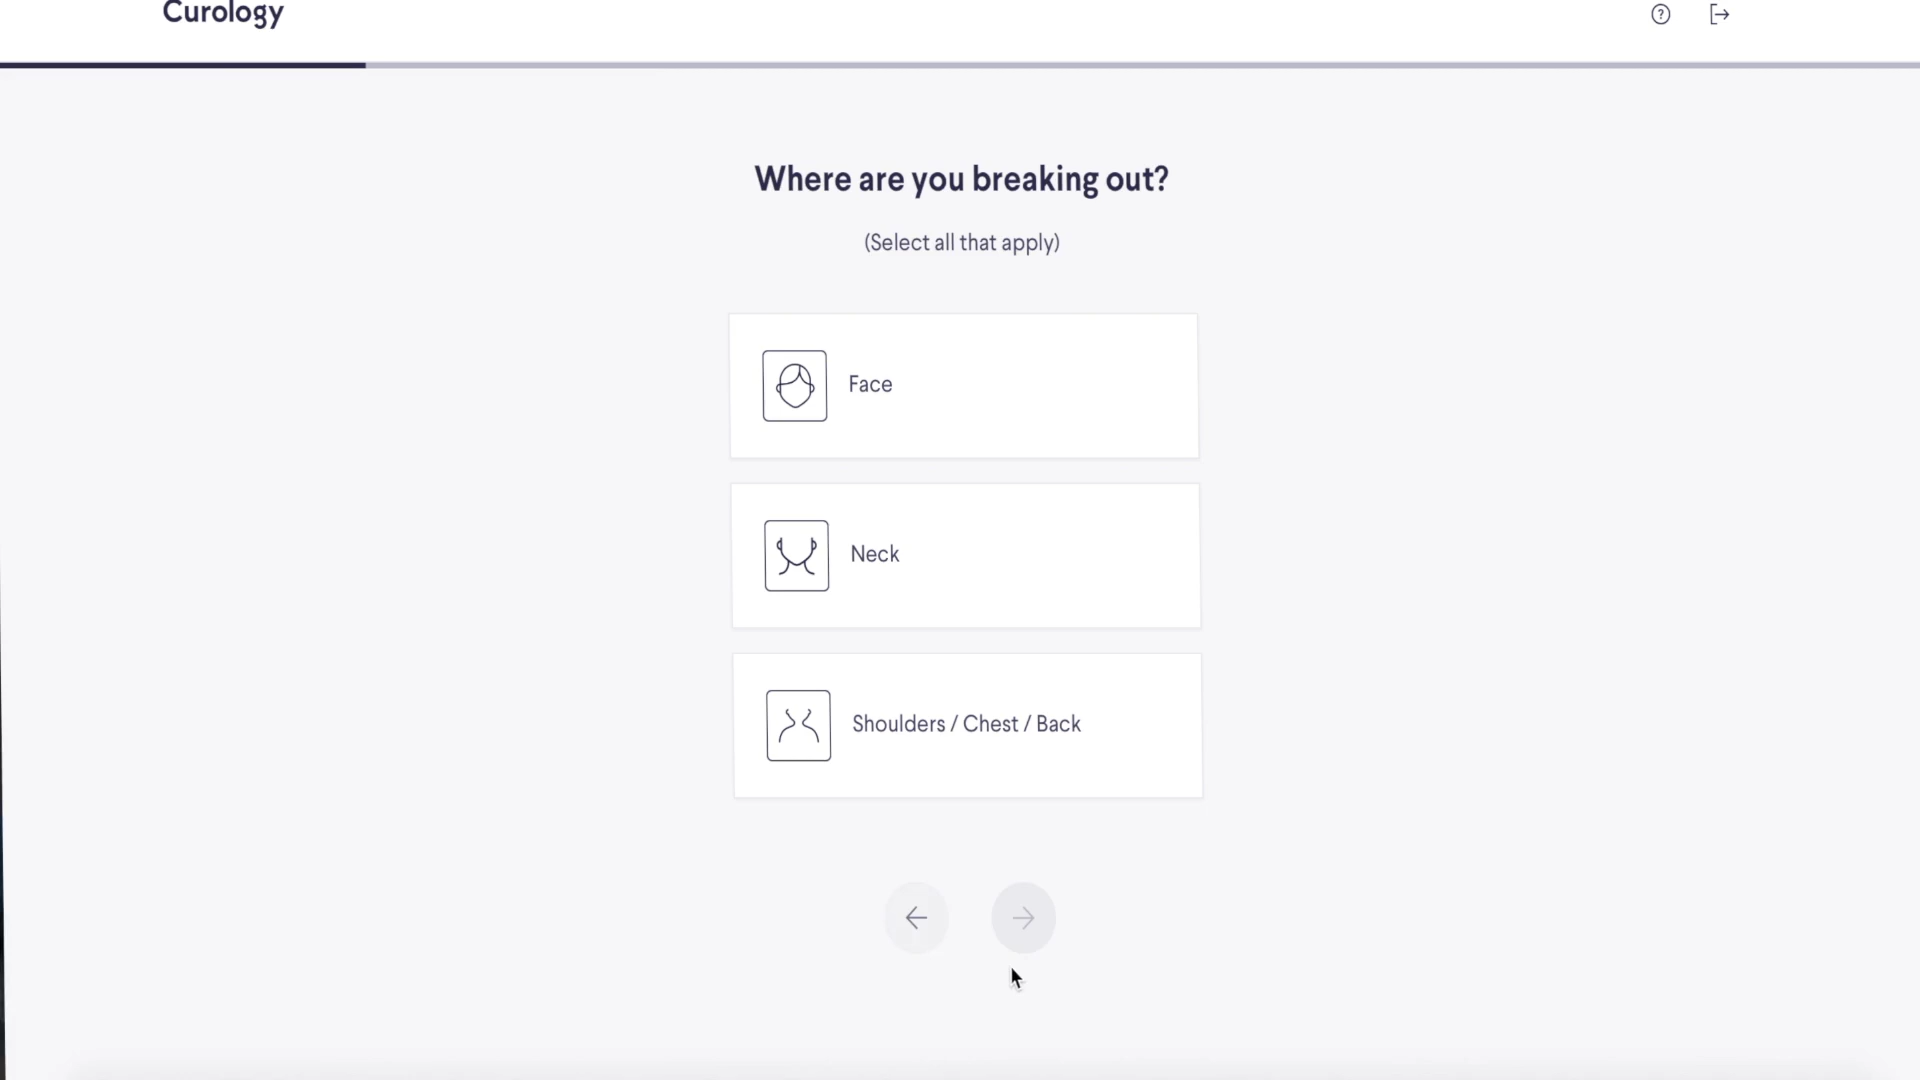 Curology
?
Where are you breaking out?
(Select all that apply)
Face
Neck
Shoulders / Chest / Back